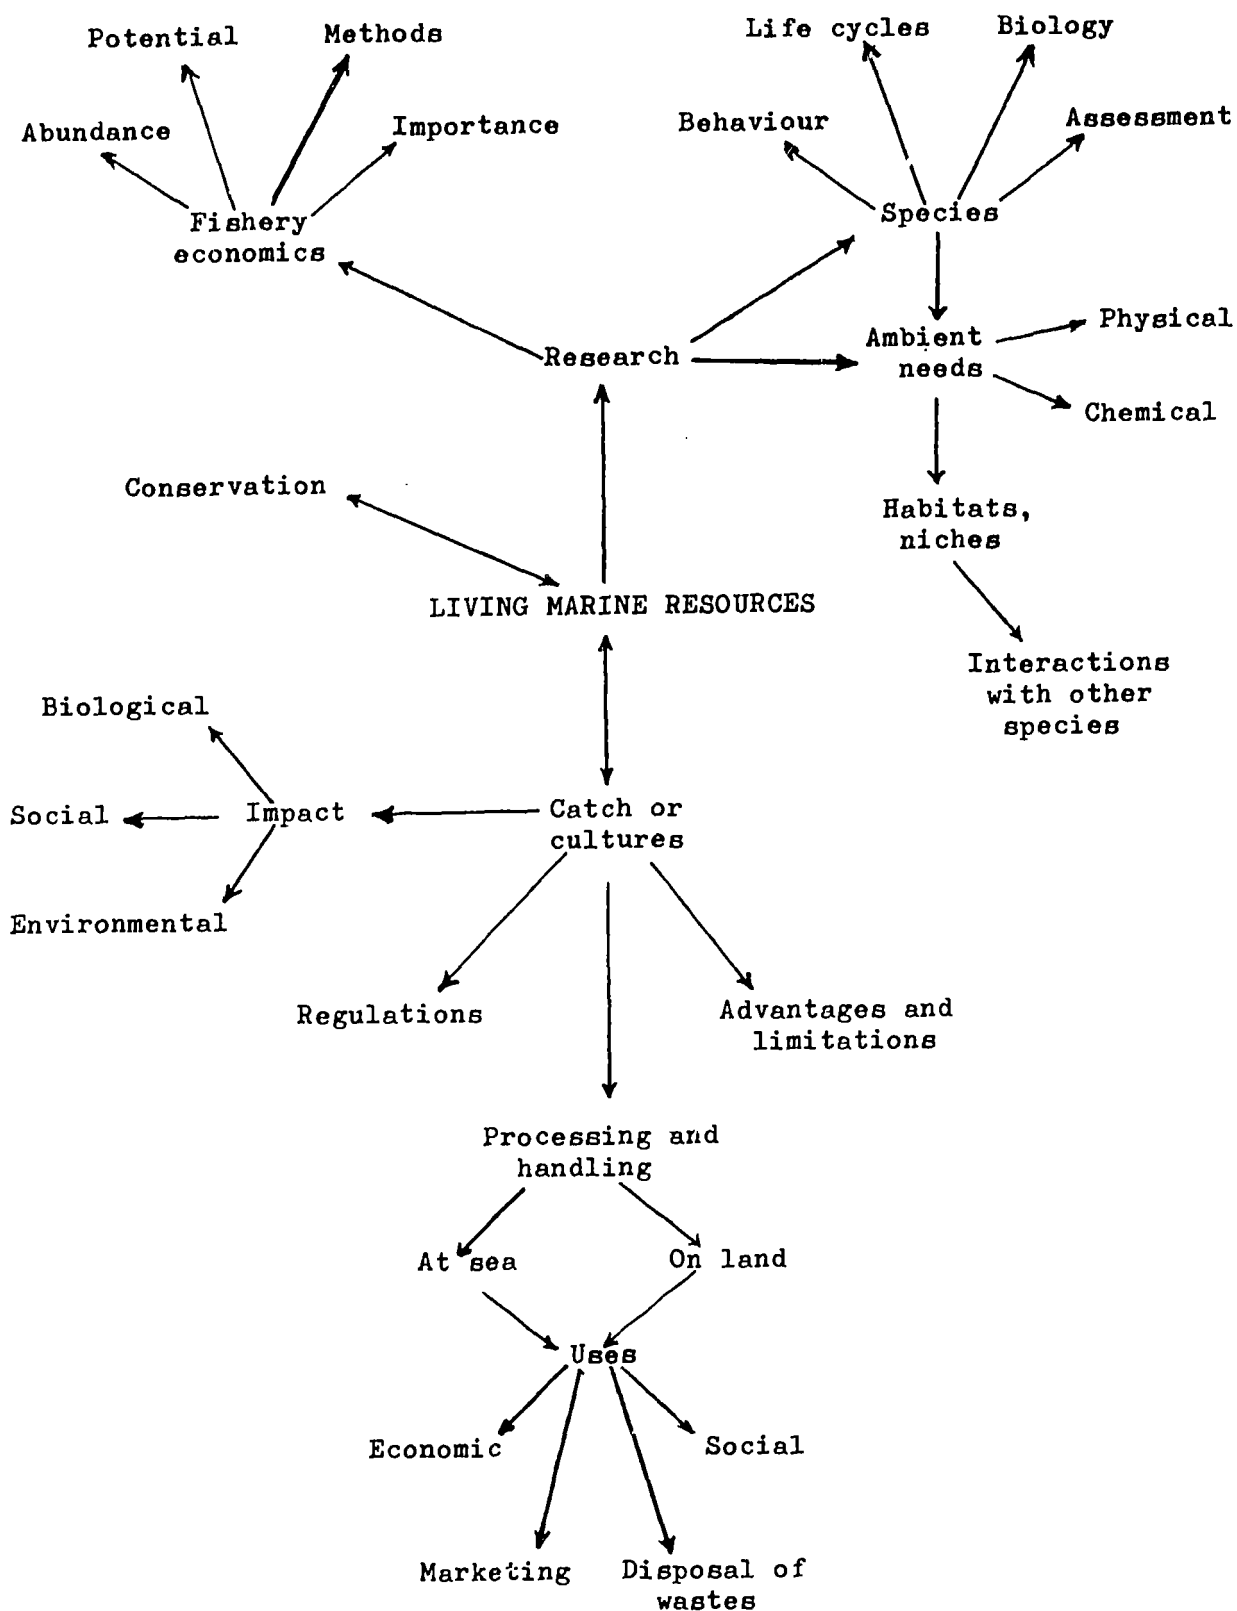 Potential
Methods
Life cycles
Biology
Abundance
Importance
Behaviour
Assessment
Fishery
economics
Species
Research
Ambient
needs
Physical
Chemical
Conservation
Habitats,
niches
LIVING MARINE RESOURCES
Interactions
with other
species
Biological
Social
Impact
Catch or
cultures
Environmental
Regulations
Advantages and
limitations
Processing and
handling
At sea
On land
Uses
Economic
Social
Marketing
Disposal of
wastes